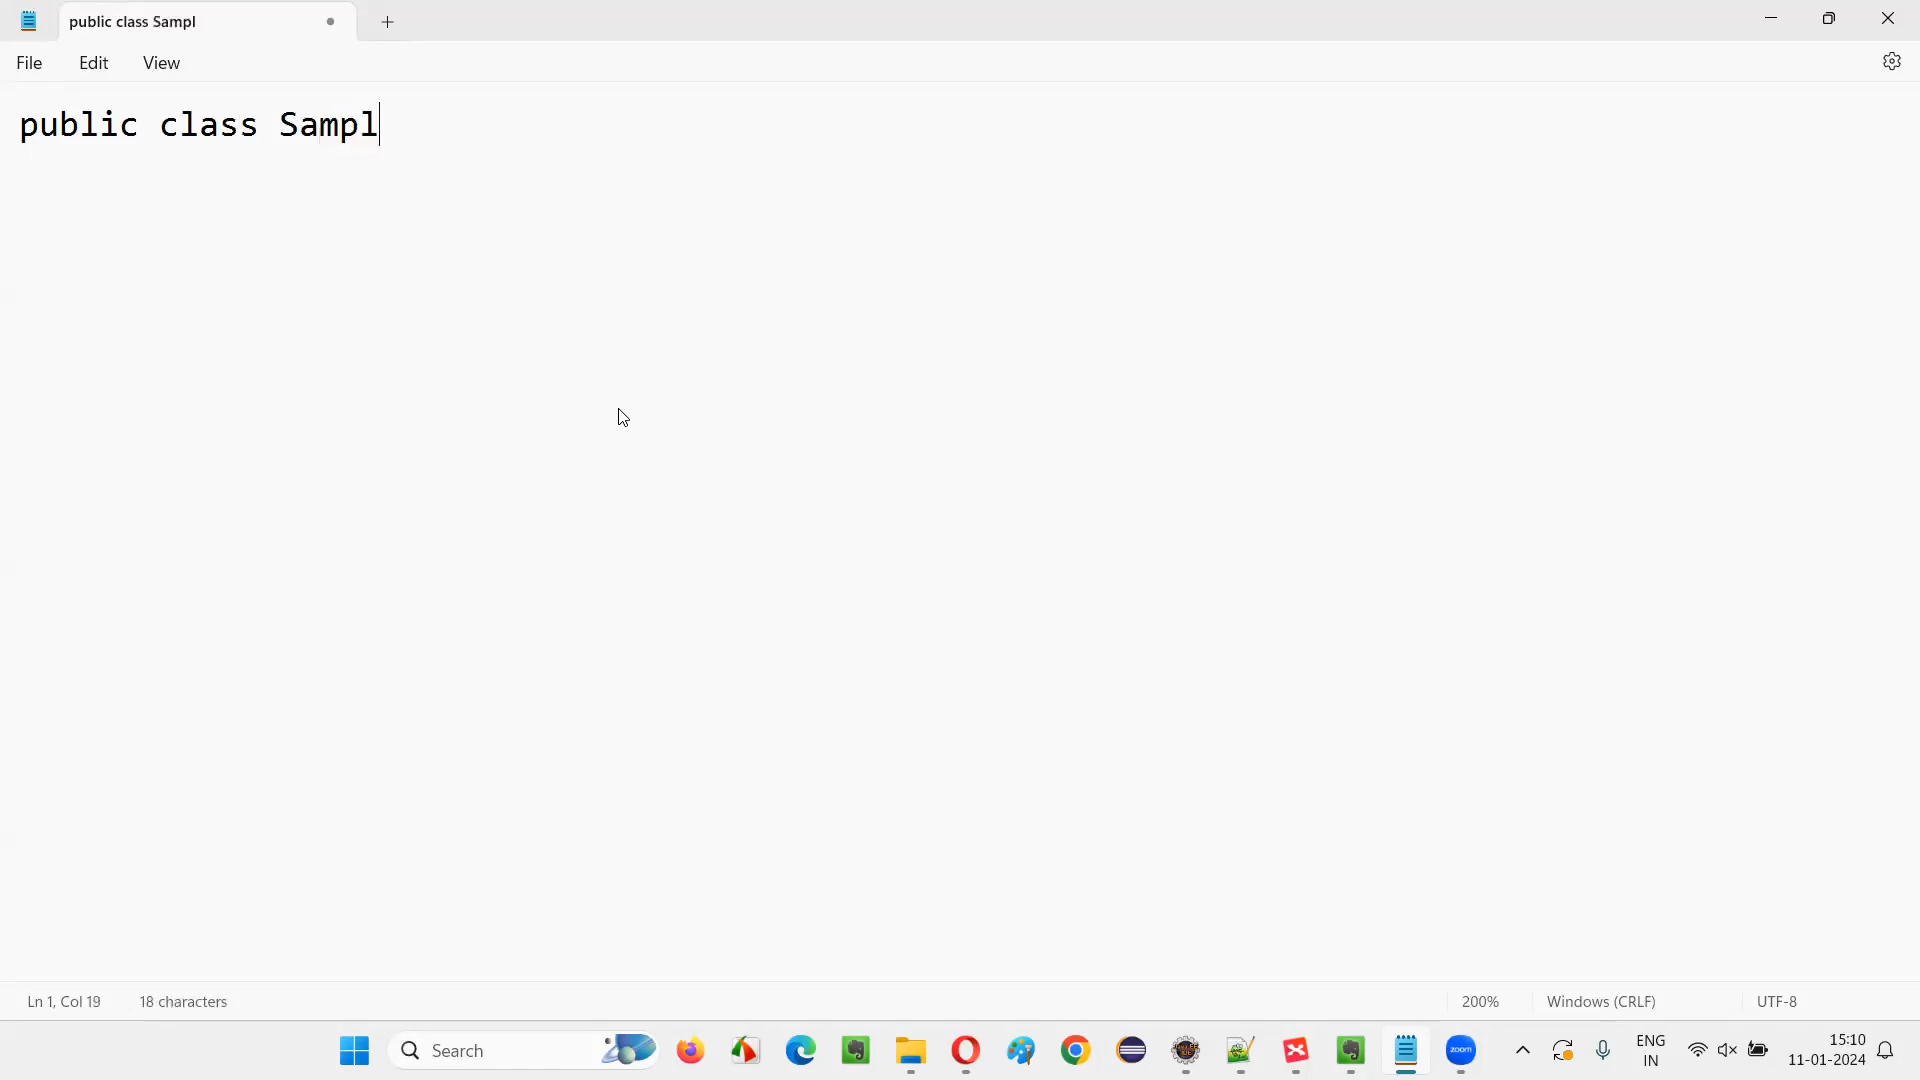 public class Sampl
File Edit View
public class Sampl
Ln 1, Col 19 18 characters 200% Windows (CRLF) UTF-8
Search zoom ENG 15:10
IN 11-01-2024